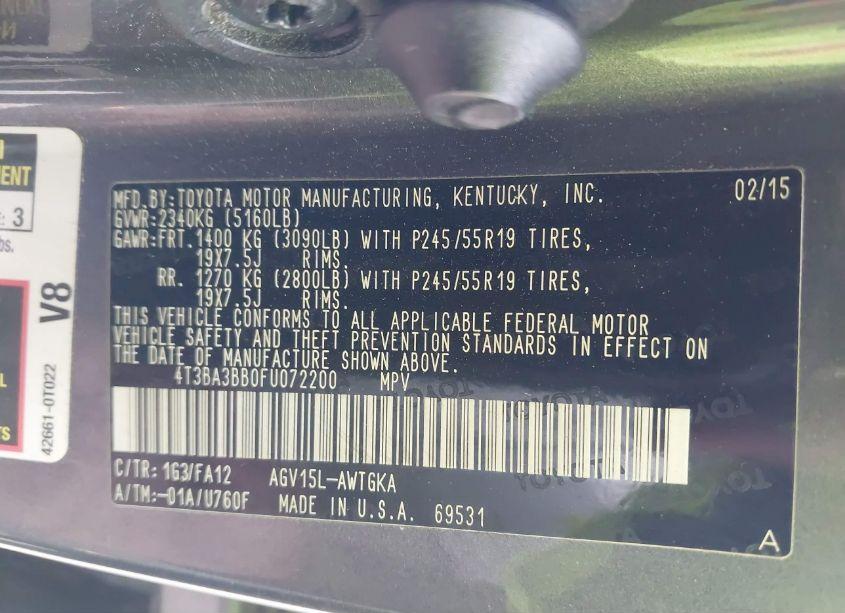 MFD.BY:TOYOTA MOTOR MANUFACTURING, KENTUCKY, INC. 02/15
GVWR:2340KG (5160LB)
GAWR:FRT.1400 KG (3090LB) WITH P245/55R19 TIRES,
19X7.5J RIMS.
RR. 1270 KG (2800LB) WITH P245/55R19 TIRES,
19X7.5J RIMS.
THIS VEHICLE CONFORMS TO ALL APPLICABLE FEDERAL MOTOR
VEHICLE SAFETY AND THEFT PREVENTION STANDARDS IN EFFECT ON
THE DATE OF MANUFACTURE SHOWN ABOVE.
4T3BA3BB0FU072200 MPV
C/TR: 1G3/FA12 AGV15L-AWTGKA
A/TM:-01A/U760F MADE IN U.S.A. 69531
A
3
V8
42661-0T022